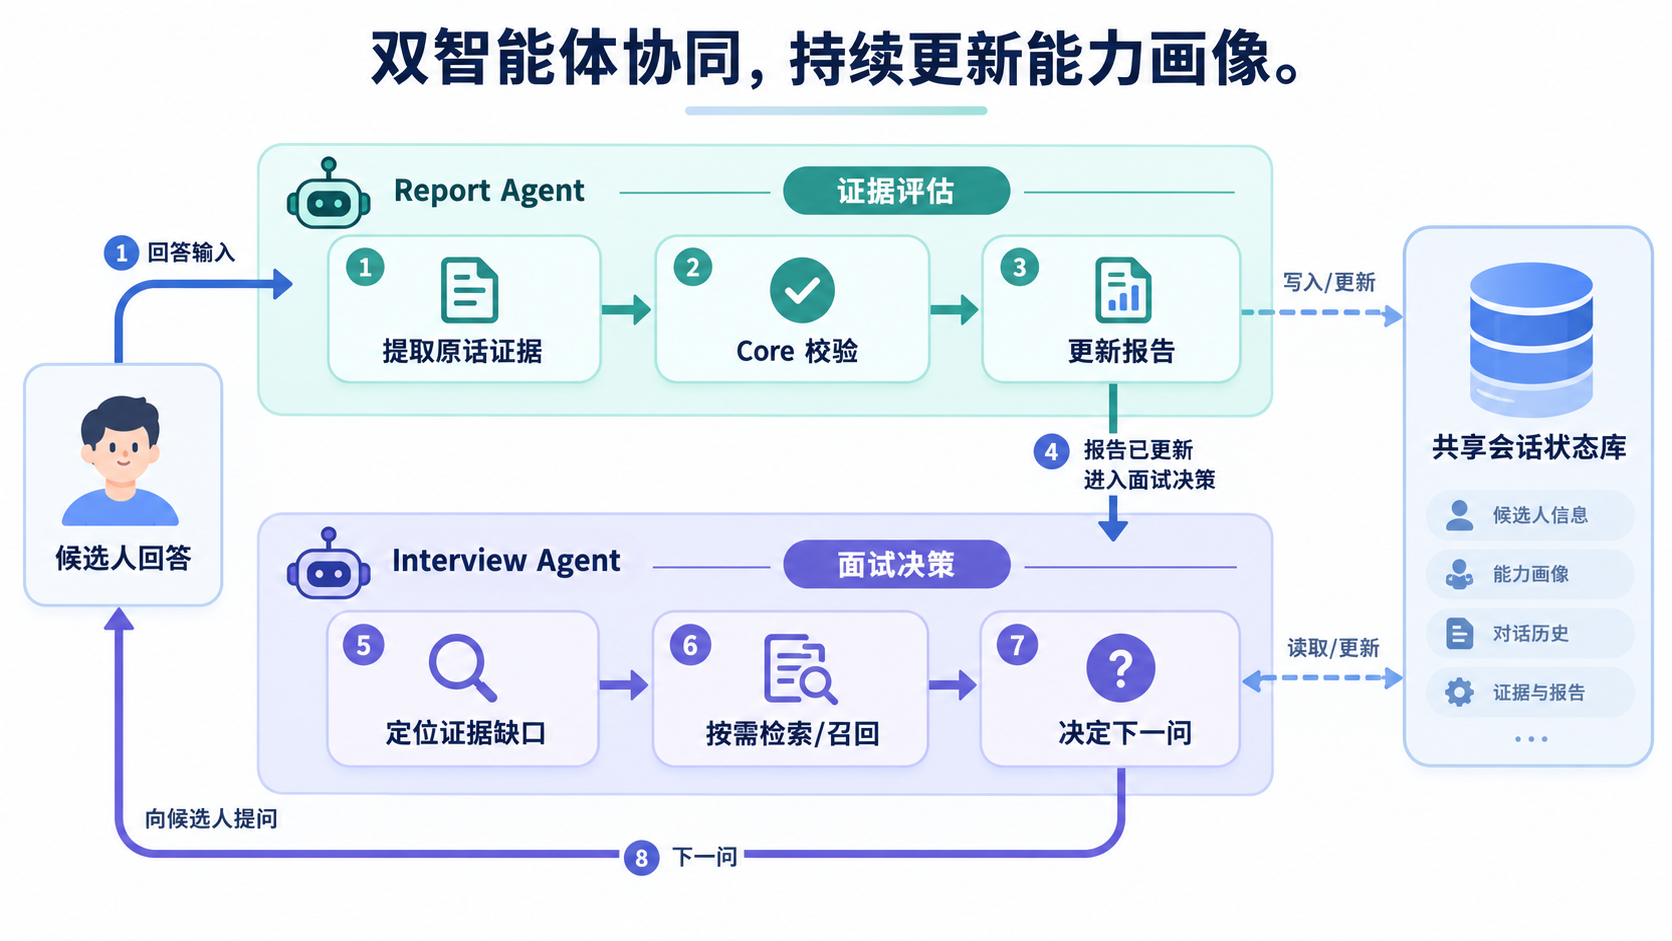 双智能体协同，持续更新能力画像。
Report Agent
证据评估
1 回答输入
1
提取原话证据
2
Core 校验
3
更新报告
写入/更新
4 报告已更新
进入面试决策
候选人回答
Interview Agent
面试决策
5
定位证据缺口
6
按需检索/召回
7
决定下一问
读取/更新
共享会话状态库
候选人信息
能力画像
对话历史
证据与报告
...
向候选人提问
8 下一问